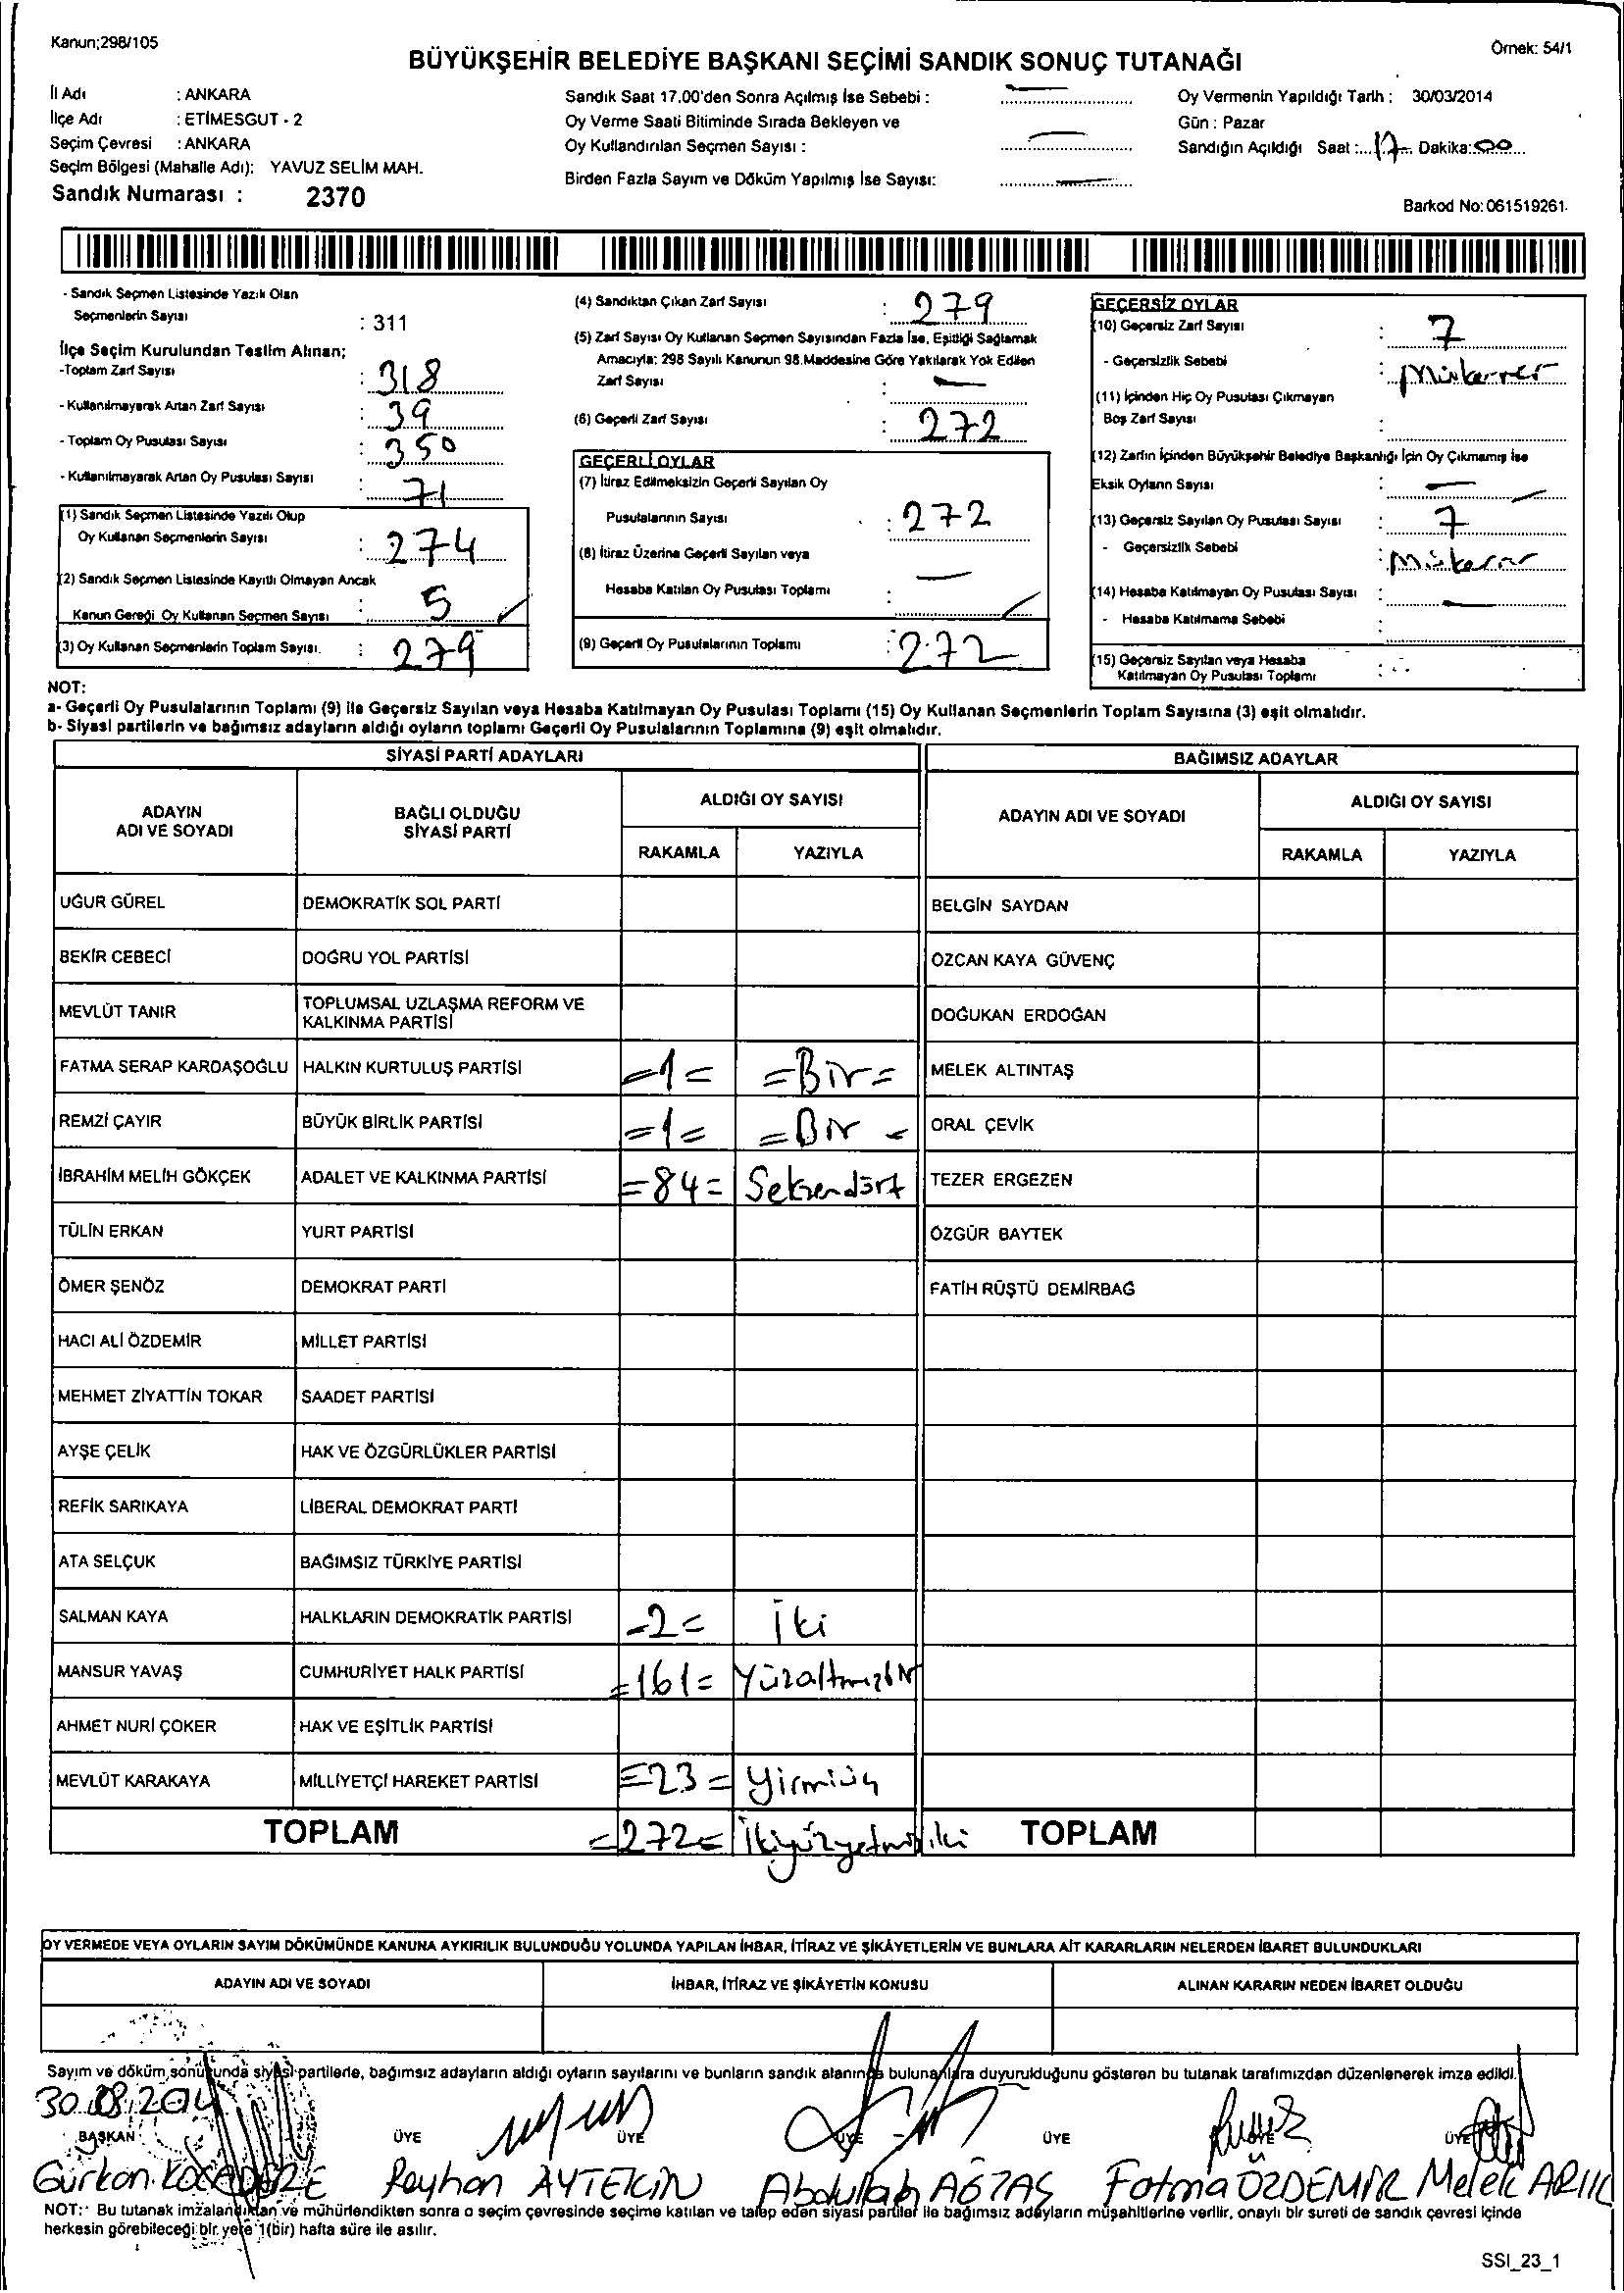 Kanun;298/105
Örnek: 54/1
BÜYÜKŞEHİR BELEDİYE BAŞKANI SEÇİMİ SANDIK SONUÇ TUTANAĞI
İl Adı : ANKARA
İlçe Adı : ETİMESGUT - 2
Seçim Çevresi : ANKARA
Seçim Bölgesi (Mahalle Adı): YAVUZ SELİM MAH.
Sandık Numarası : 2370
Sandık Saat 17.00'den Sonra Açılmış İse Sebebi :
Oy Verme Saati Bitiminde Sırada Bekleyen ve
Oy Kullandırılan Seçmen Sayısı :
Birden Fazla Sayım ve Döküm Yapılmış İse Sayısı:
Oy Vermenin Yapıldığı Tarih : 30/03/2014
Gün : Pazar
Sandığın Açıldığı Saat : 17 Dakika: 00
Barkod No: 061519261
- Sandık Seçmen Listesinde Yazılı Olan
Seçmenlerin Sayısı : 311
İlçe Seçim Kurulundan Teslim Alınan;
-Toplam Zarf Sayısı : 318
- Kullanılmayarak Artan Zarf Sayısı : 39
- Toplam Oy Pusulası Sayısı : 350
- Kullanılmayarak Artan Oy Pusulası Sayısı : 71
(1) Sandık Seçmen Listesinde Yazılı Olup
Oy Kullanan Seçmenlerin Sayısı : 274
(2) Sandık Seçmen Listesinde Kayıtlı Olmayan Ancak
Kanun Gereği Oy Kullanan Seçmen Sayısı : 5
(3) Oy Kullanan Seçmenlerin Toplam Sayısı. : 279
(4) Sandıktan Çıkan Zarf Sayısı : 279
(5) Zarf Sayısı Oy Kullanan Seçmen Sayısından Fazla İse, Eşitliği Sağlamak
Amacıyla; 298 Sayılı Kanunun 98.Maddesine Göre Yakılarak Yok Edilen
Zarf Sayısı : —
(6) Geçerli Zarf Sayısı : 272
GEÇERLİ OYLAR
(7) İtiraz Edilmeksizin Geçerli Sayılan Oy
Pusulalarının Sayısı : 272
(8) İtiraz Üzerine Geçerli Sayılan veya
Hesaba Katılan Oy Pusulası Toplamı : —
(9) Geçerli Oy Pusulalarının Toplamı : 272
GEÇERSİZ OYLAR
(10) Geçersiz Zarf Sayısı : 7
- Geçersizlik Sebebi : Mükerrer
(11) İçinden Hiç Oy Pusulası Çıkmayan
Boş Zarf Sayısı :
(12) Zarfın İçinden Büyükşehir Belediye Başkanlığı İçin Oy Çıkmamış İse
Eksik Oyların Sayısı : —
(13) Geçersiz Sayılan Oy Pusulası Sayısı : 7
- Geçersizlik Sebebi :
(14) Hesaba Katılmayan Oy Pusulası Sayısı : —
- Hesaba Katılmama Sebebi :
(15) Geçersiz Sayılan veya Hesaba
Katılmayan Oy Pusulası Toplamı :
NOT:
a- Geçerli Oy Pusulalarının Toplamı (9) ile Geçersiz Sayılan veya Hesaba Katılmayan Oy Pusulası Toplamı (15) Oy Kullanan Seçmenlerin Toplam Sayısına (3) eşit olmalıdır.
b- Siyasi partilerin ve bağımsız adayların aldığı oyların toplamı Geçerli Oy Pusulalarının Toplamına (9) eşit olmalıdır.
SİYASİ PARTİ ADAYLARI
BAĞIMSIZ ADAYLAR
ADAYIN ADI VE SOYADI
BAĞLI OLDUĞU SİYASİ PARTİ
ALDIĞI OY SAYISI
RAKAMLA YAZIYLA
ADAYIN ADI VE SOYADI
ALDIĞI OY SAYISI
RAKAMLA YAZIYLA
UĞUR GÜREL DEMOKRATİK SOL PARTİ BELGİN SAYDAN
BEKİR CEBECİ DOĞRU YOL PARTİSİ ÖZCAN KAYA GÜVENÇ
MEVLÜT TANIR TOPLUMSAL UZLAŞMA REFORM VE KALKINMA PARTİSİ DOĞUKAN ERDOĞAN
FATMA SERAP KARDAŞOĞLU HALKIN KURTULUŞ PARTİSİ =1= =Bir= MELEK ALTINTAŞ
REMZİ ÇAYIR BÜYÜK BİRLİK PARTİSİ =1= =Bir= ORAL ÇEVİK
İBRAHİM MELİH GÖKÇEK ADALET VE KALKINMA PARTİSİ =84= Seksendört TEZER ERGEZEN
TÜLİN ERKAN YURT PARTİSİ ÖZGÜR BAYTEK
ÖMER ŞENÖZ DEMOKRAT PARTİ FATİH RÜŞTÜ DEMİRBAĞ
HACI ALİ ÖZDEMİR MİLLET PARTİSİ
MEHMET ZİYATTİN TOKAR SAADET PARTİSİ
AYŞE ÇELİK HAK VE ÖZGÜRLÜKLER PARTİSİ
REFİK SARIKAYA LİBERAL DEMOKRAT PARTİ
ATA SELÇUK BAĞIMSIZ TÜRKİYE PARTİSİ
SALMAN KAYA HALKLARIN DEMOKRATİK PARTİSİ =2= İki
MANSUR YAVAŞ CUMHURİYET HALK PARTİSİ =161= Yüzaltmışbir
AHMET NURİ ÇOKER HAK VE EŞİTLİK PARTİSİ
MEVLÜT KARAKAYA MİLLİYETÇİ HAREKET PARTİSİ =23= Yirmiüç
TOPLAM =272= İkiyüzyetmişiki TOPLAM
OY VERMEDE VEYA OYLARIN SAYIM DÖKÜMÜNDE KANUNA AYKIRILIK BULUNDUĞU YOLUNDA YAPILAN İHBAR, İTİRAZ VE ŞİKÂYETLERİN VE BUNLARA AİT KARARLARIN NELERDEN İBARET BULUNDUKLARI
ADAYIN ADI VE SOYADI İHBAR, İTİRAZ VE ŞİKÂYETİN KONUSU ALINAN KARARIN NEDEN İBARET OLDUĞU
Sayım ve döküm sonucunda siyasi partilerle, bağımsız adayların aldığı oyların sayılarını ve bunların sandık alanında bulunanlara duyurulduğunu gösteren bu tutanak tarafımızdan düzenlenerek imza edildi.
BAŞKAN ÜYE ÜYE ÜYE ÜYE ÜYE ÜYE
Gürkan Reyhan AYTEKİN Abdullah AĞTAŞ Fatma ÖZDEMİR Melek ARIK
NOT: Bu tutanak imzalandıktan ve mühürlendikten sonra o seçim çevresinde seçime katılan ve talep eden siyasi partiler ile bağımsız adayların müşahitlerine verilir, onaylı bir sureti de sandık çevresi içinde
herkesin görebileceği bir yere 1(bir) hafta süre ile asılır.
SSI_23_1